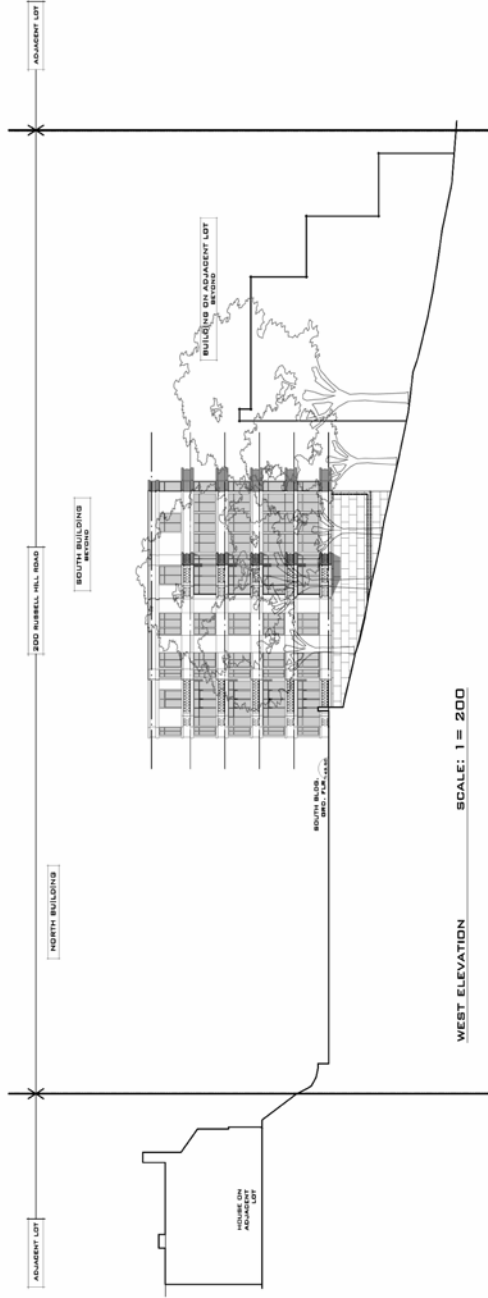 ADJACENT LOT
200 RUSSELL HILL ROAD
ADJACENT LOT
NORTH BUILDING
SOUTH BUILDING
BEYOND
BUILDING ON ADJACENT LOT
BEYOND
HOUSE ON
ADJACENT
LOT
SOUTH BLDG.
GRD. FLR.
WEST ELEVATION
SCALE: 1 = 200